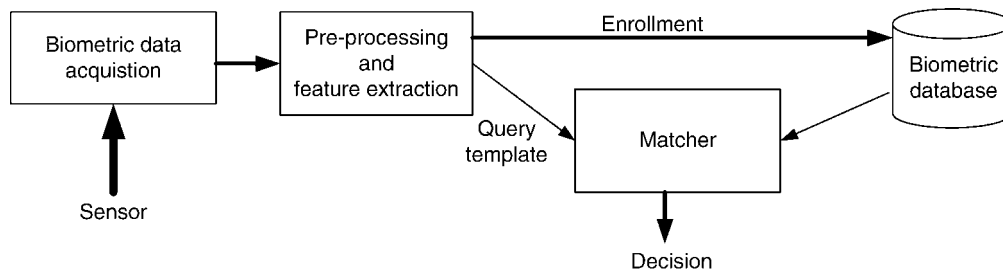 Biometric data
acquistion
Pre-processing
and
feature extraction
Enrollment
Biometric
database
Query
template
Matcher
Sensor
Decision